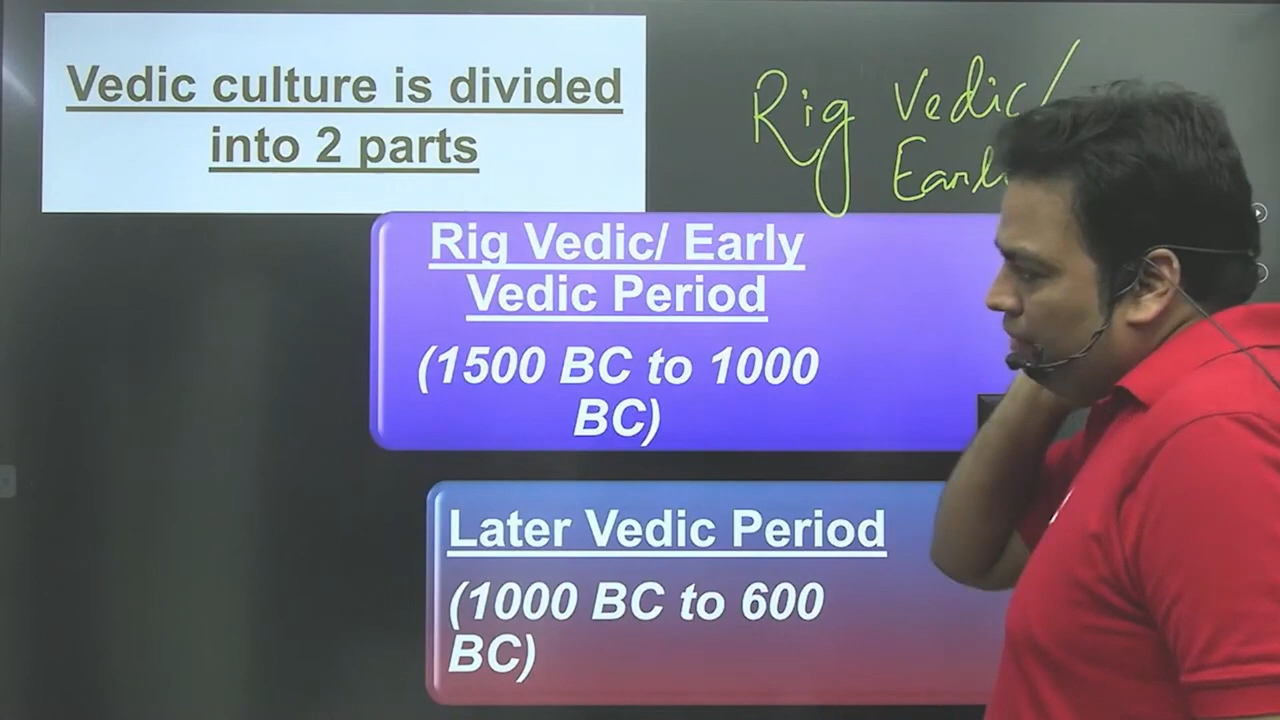 Vedic culture is divided
into 2 parts
Rig Vedic/
Rig Vedic/ Early
Vedic Period
(1500 BC to 1000
BC)
Later Vedic Period
(1000 BC to 600
BC)